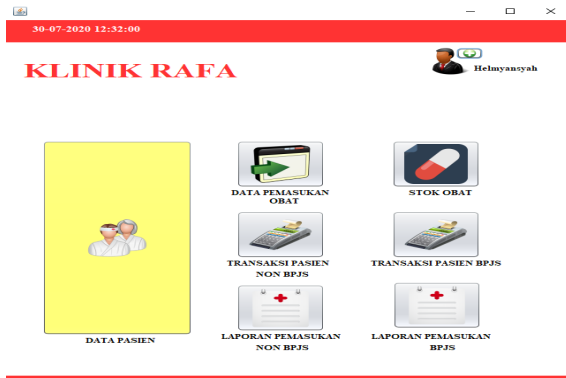 30-07-2020 12:32:00
KLINIK RAFA
Helmyansyah
DATA PEMASUKAN
OBAT
STOK OBAT
TRANSAKSI PASIEN
NON BPJS
TRANSAKSI PASIEN BPJS
DATA PASIEN
LAPORAN PEMASUKAN
NON BPJS
LAPORAN PEMASUKAN
BPJS